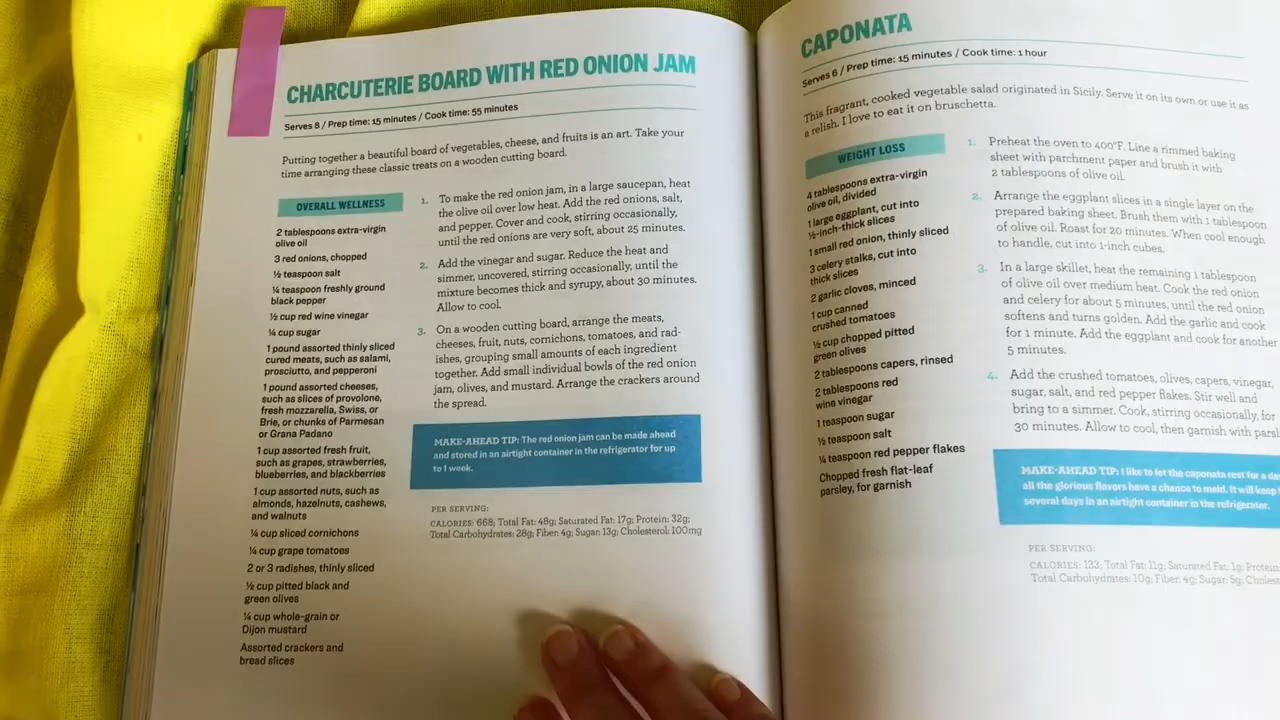 CHARCUTERIE BOARD WITH RED ONION JAM
Serves 8 / Prep time: 15 minutes / Cook time: 55 minutes
Putting together a beautiful board of vegetables, cheese, and fruits is an art. Take your
time arranging these classic treats on a wooden cutting board.
OVERALL WELLNESS
2 tablespoons extra-virgin
olive oil
3 red onions, chopped
½ teaspoon salt
¼ teaspoon freshly ground
black pepper
½ cup red wine vinegar
¼ cup sugar
1 pound assorted thinly sliced
cured meats, such as salami,
prosciutto, and pepperoni
1 pound assorted cheeses,
such as slices of provolone,
fresh mozzarella, Swiss, or
Brie, or chunks of Parmesan
or Grana Padano
1 cup assorted fresh fruit,
such as grapes, strawberries,
blueberries, and blackberries
1 cup assorted nuts, such as
almonds, hazelnuts, cashews,
and walnuts
¼ cup sliced cornichons
¼ cup grape tomatoes
2 or 3 radishes, thinly sliced
½ cup pitted black and
green olives
¼ cup whole-grain or
Dijon mustard
Assorted crackers and
bread slices
1. To make the red onion jam, in a large saucepan, heat
the olive oil over low heat. Add the red onions, salt,
and pepper. Cover and cook, stirring occasionally,
until the red onions are very soft, about 25 minutes.
2. Add the vinegar and sugar. Reduce the heat and
simmer, uncovered, stirring occasionally, until the
mixture becomes thick and syrupy, about 30 minutes.
Allow to cool.
3. On a wooden cutting board, arrange the meats,
cheeses, fruit, nuts, cornichons, tomatoes, and rad-
ishes, grouping small amounts of each ingredient
together. Add small individual bowls of the red onion
jam, olives, and mustard. Arrange the crackers around
the spread.
MAKE-AHEAD TIP: The red onion jam can be made ahead
and stored in an airtight container in the refrigerator for up
to 1 week.
PER SERVING:
CALORIES: 668; Total Fat: 48g; Saturated Fat: 17g; Protein: 32g;
Total Carbohydrates: 28g; Fiber: 4g; Sugar: 13g; Cholesterol: 100mg
CAPONATA
Serves 6 / Prep time: 15 minutes / Cook time: 1 hour
This fragrant, cooked vegetable salad originated in Sicily. Serve it on its own or use it as
a relish. I love to eat it on bruschetta.
WEIGHT LOSS
4 tablespoons extra-virgin
olive oil, divided
1 large eggplant, cut into
½-inch-thick slices
1 small red onion, thinly sliced
3 celery stalks, cut into
thick slices
2 garlic cloves, minced
1 cup canned
crushed tomatoes
½ cup chopped pitted
green olives
2 tablespoons capers, rinsed
2 tablespoons red
wine vinegar
1 teaspoon sugar
½ teaspoon salt
¼ teaspoon red pepper flakes
Chopped fresh flat-leaf
parsley, for garnish
1. Preheat the oven to 400°F. Line a rimmed baking
sheet with parchment paper and brush it with
2 tablespoons of olive oil.
2. Arrange the eggplant slices in a single layer on the
prepared baking sheet. Brush them with 1 tablespoon
of olive oil. Roast for 20 minutes. When cool enough
to handle, cut into 1-inch cubes.
3. In a large skillet, heat the remaining 1 tablespoon
of olive oil over medium heat. Cook the red onion
and celery for about 5 minutes, until the red onion
softens and turns golden. Add the garlic and cook
for 1 minute. Add the eggplant and cook for another
5 minutes.
4. Add the crushed tomatoes, olives, capers, vinegar,
sugar, salt, and red pepper flakes. Stir well and
bring to a simmer. Cook, stirring occasionally, for
30 minutes. Allow to cool, then garnish with
MAKE-AHEAD TIP: I like to let the caponata rest for a
all the glorious flavors have a chance to meld. It will keep
several days in an airtight container in the refrigerator.
PER SERVING:
CALORIES: 133; Total Fat: 11g; Saturated Fat: 1g; Protein:
Total Carbohydrates: 10g; Fiber: 4g; Sugar: 5g;